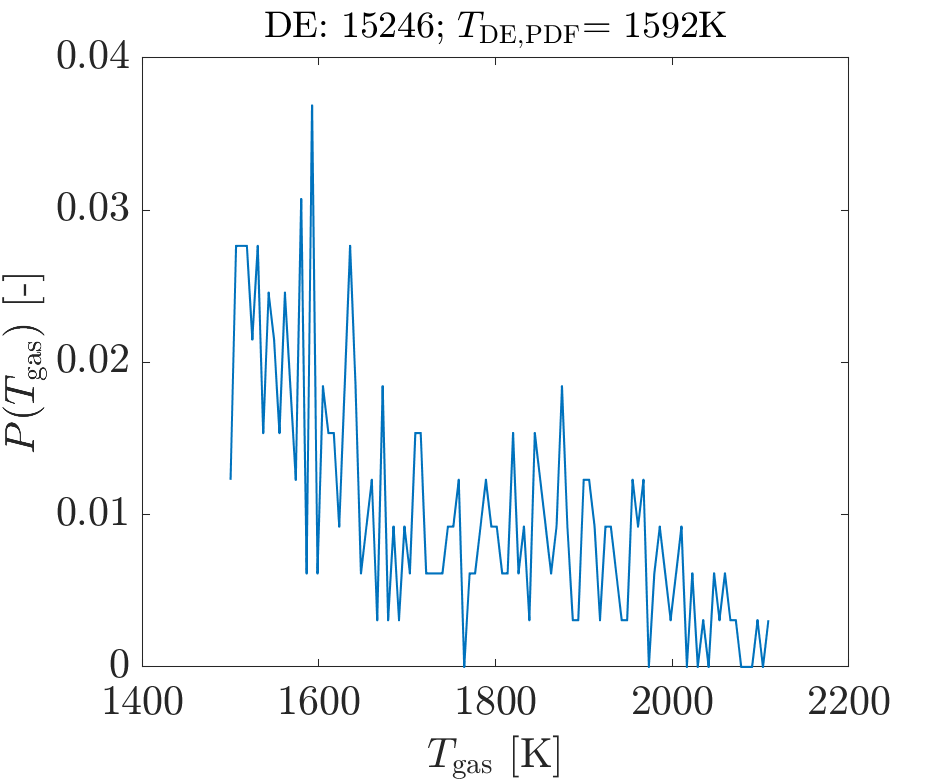 DE: 15246; T_DE,PDF= 1592K
0.04
0.03
0.02
0.01
0
P(T_gas) [-]
1400 1600 1800 2000 2200
T_gas [K]